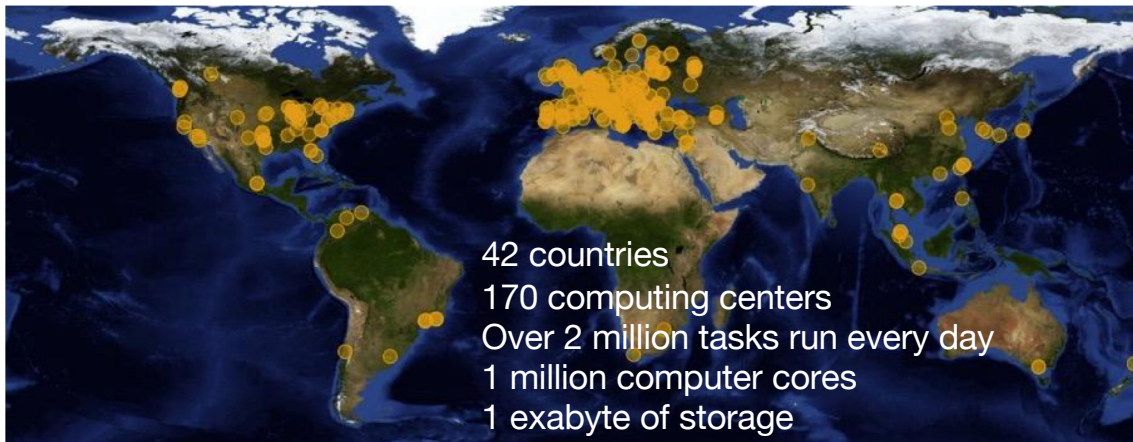 42 countries
170 computing centers
Over 2 million tasks run every day
1 million computer cores
1 exabyte of storage